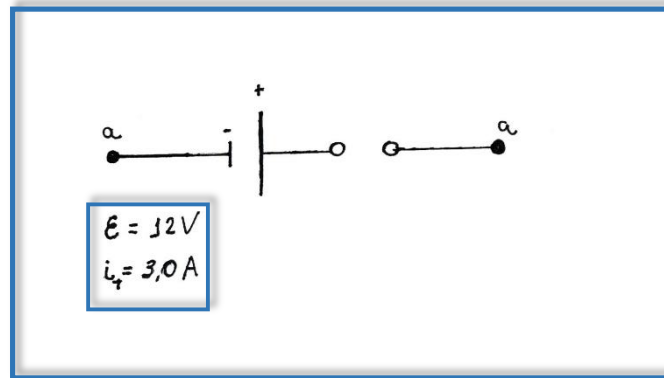 +
a
-
a
ε = 12V
i₁ = 3,0 A